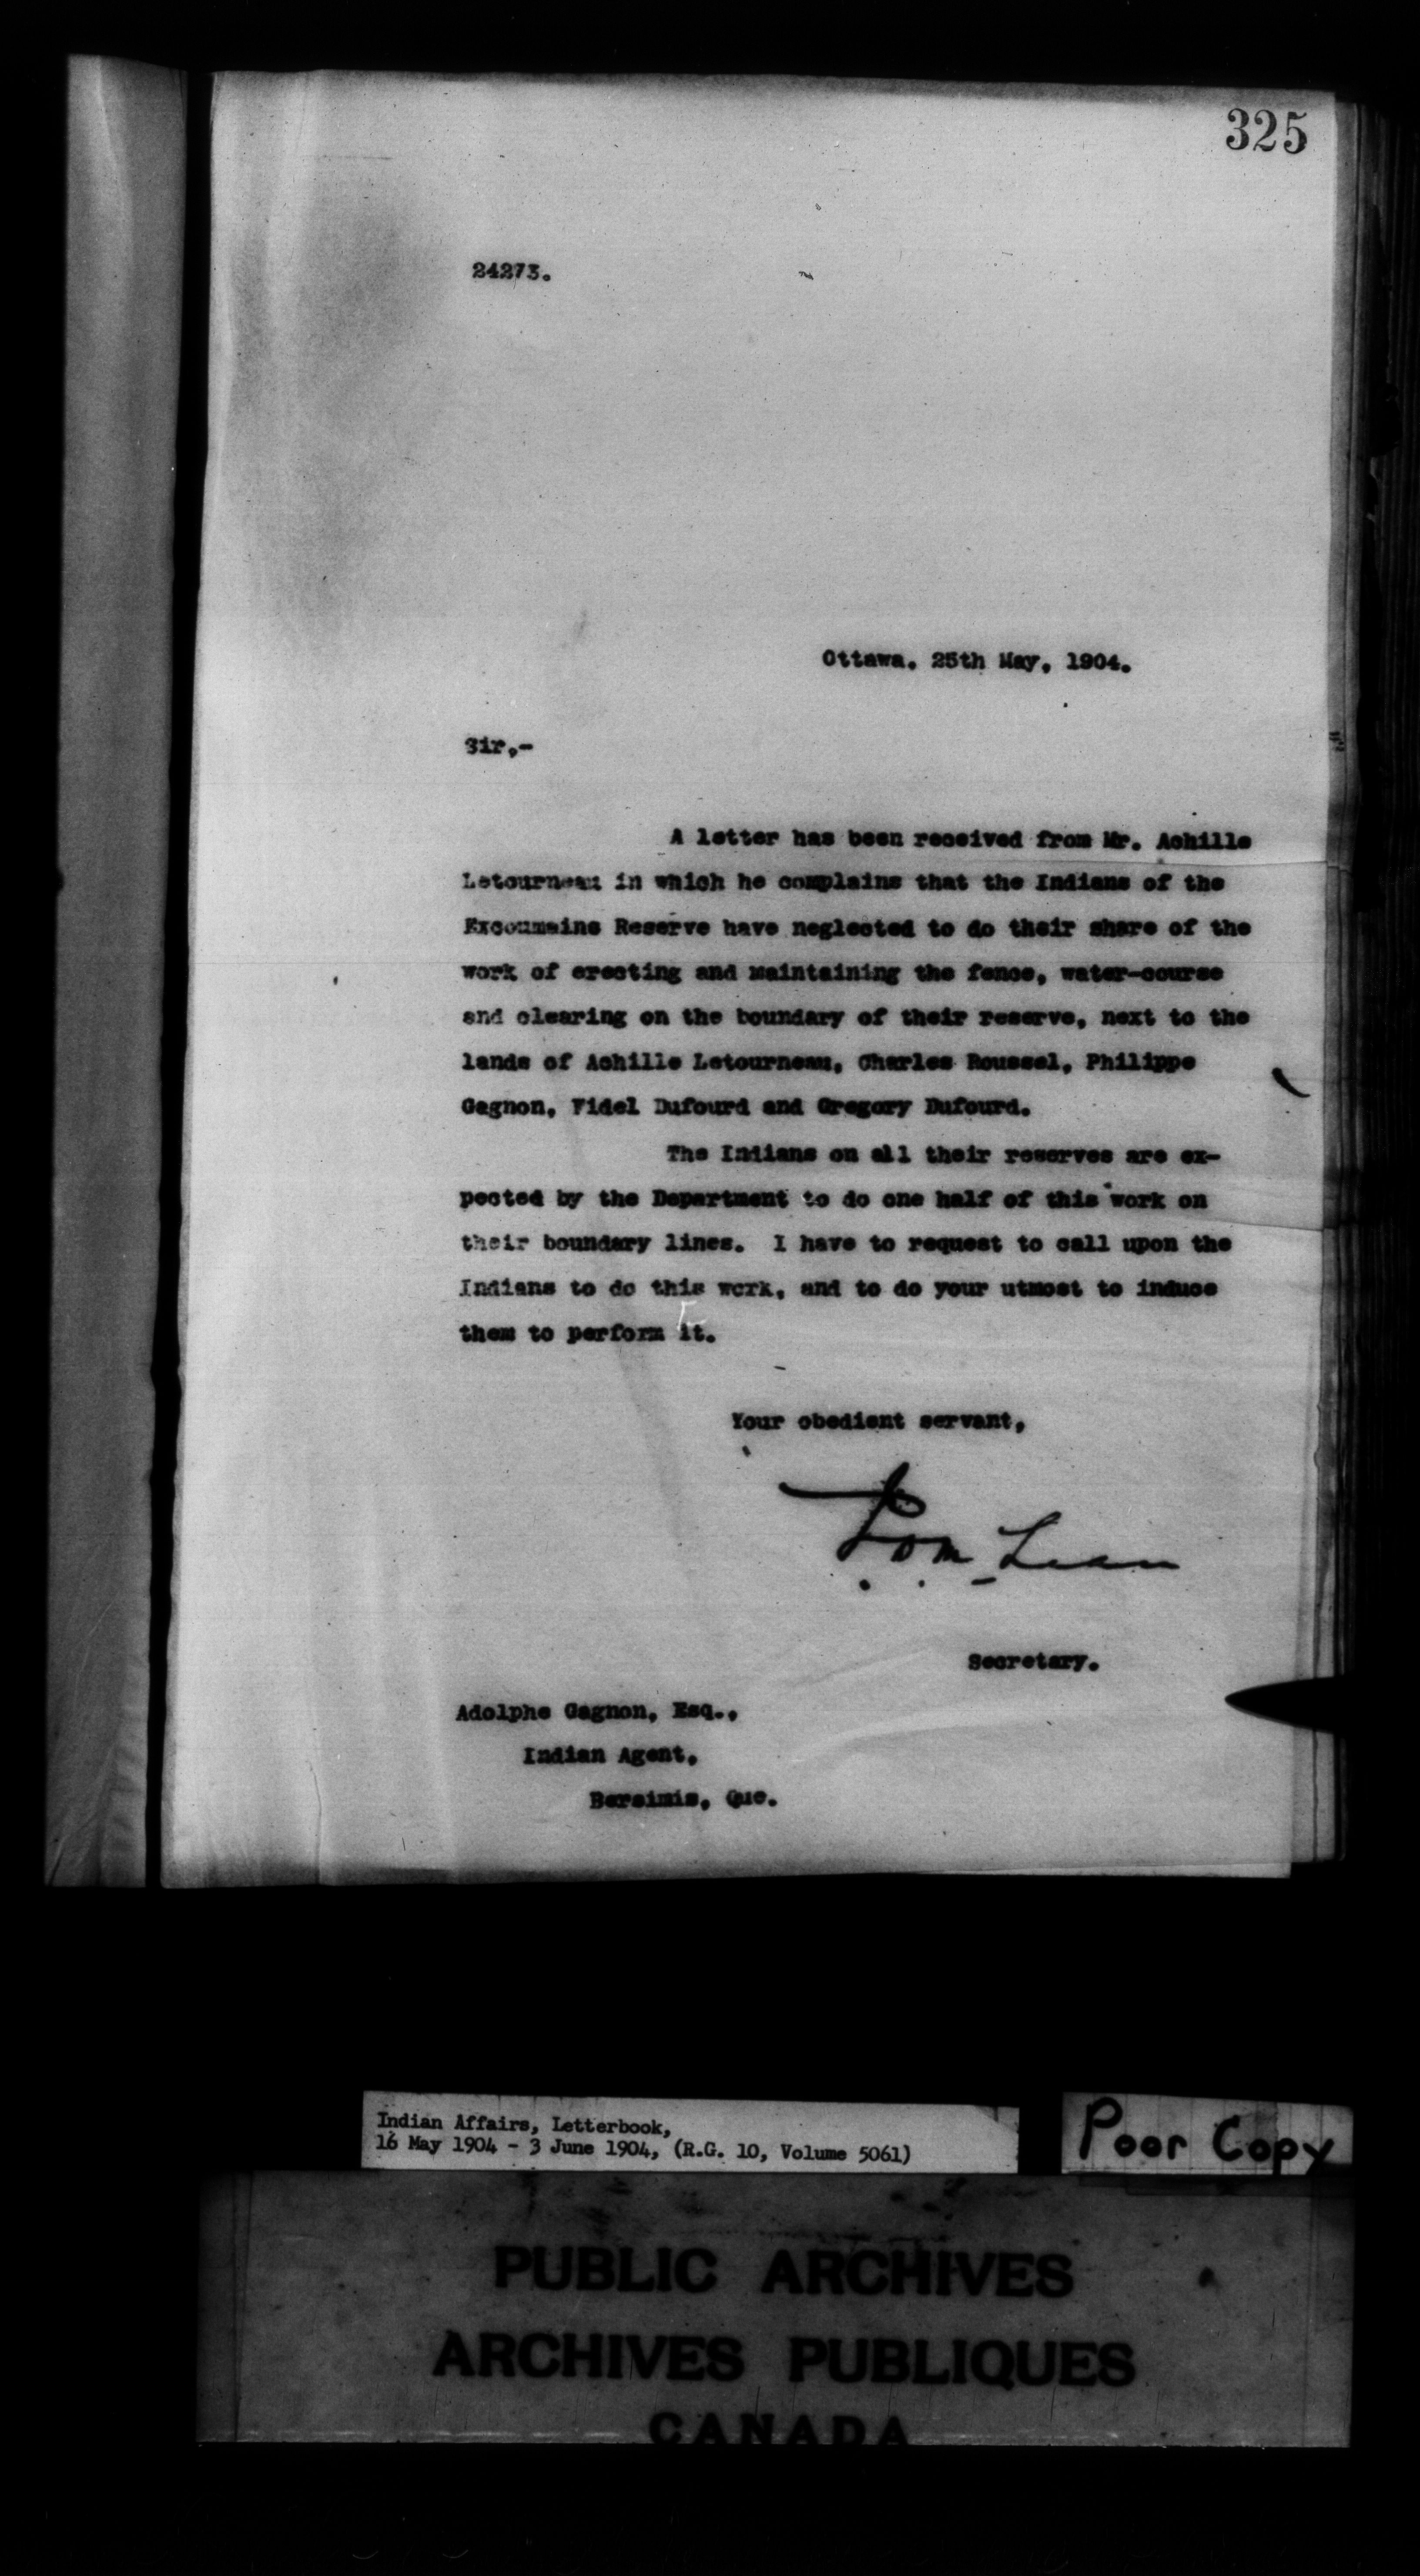 325
24273.
Ottawa. 25th May, 1904.
Sir,-
A letter has been received from Mr. Achille
Letourneau in which he complains that the Indians of the
Excoumains Reserve have neglected to do their share of the
work of erecting and maintaining the fence, water-course
and clearing on the boundary of their reserve, next to the
lands of Achille Letourneau, Charles Roussel, Philippe
Gagnon, Fidel Dufourd and Gregory Dufourd.
The Indians on all their reserves are ex-
pected by the Department to do one half of this work on
their boundary lines. I have to request to call upon the
Indians to do this work, and to do your utmost to induce
them to perform it.
Your obedient servant,
Secretary.
Adolphe Gagnon, Esq.,
Indian Agent,
Bersimis, Que.
Indian Affairs, Letterbook,
16 May 1904 - 3 June 1904, (R.G. 10, Volume 5061)
Poor Copy
PUBLIC ARCHIVES
ARCHIVES PUBLIQUES
CANADA